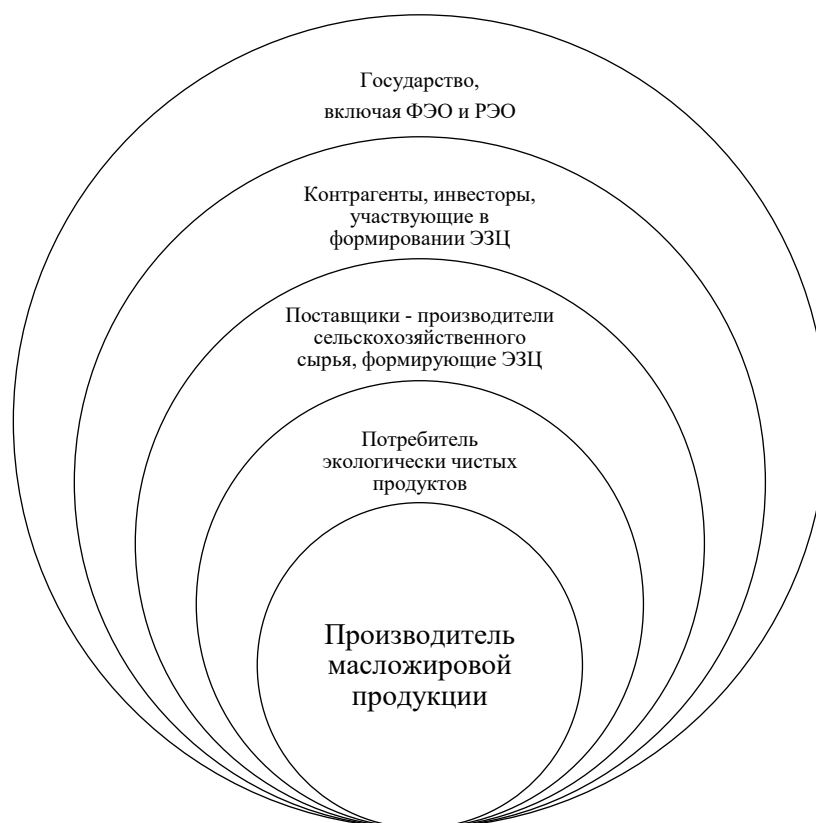 Государство,
включая ФЭО и РЭО
Контрагенты, инвесторы,
участвующие в
формировании ЭЗЦ
Поставщики - производители
сельскохозяйственного
сырья, формирующие ЭЗЦ
Потребитель
экологически чистых
продуктов
Производитель
масложировой
продукции